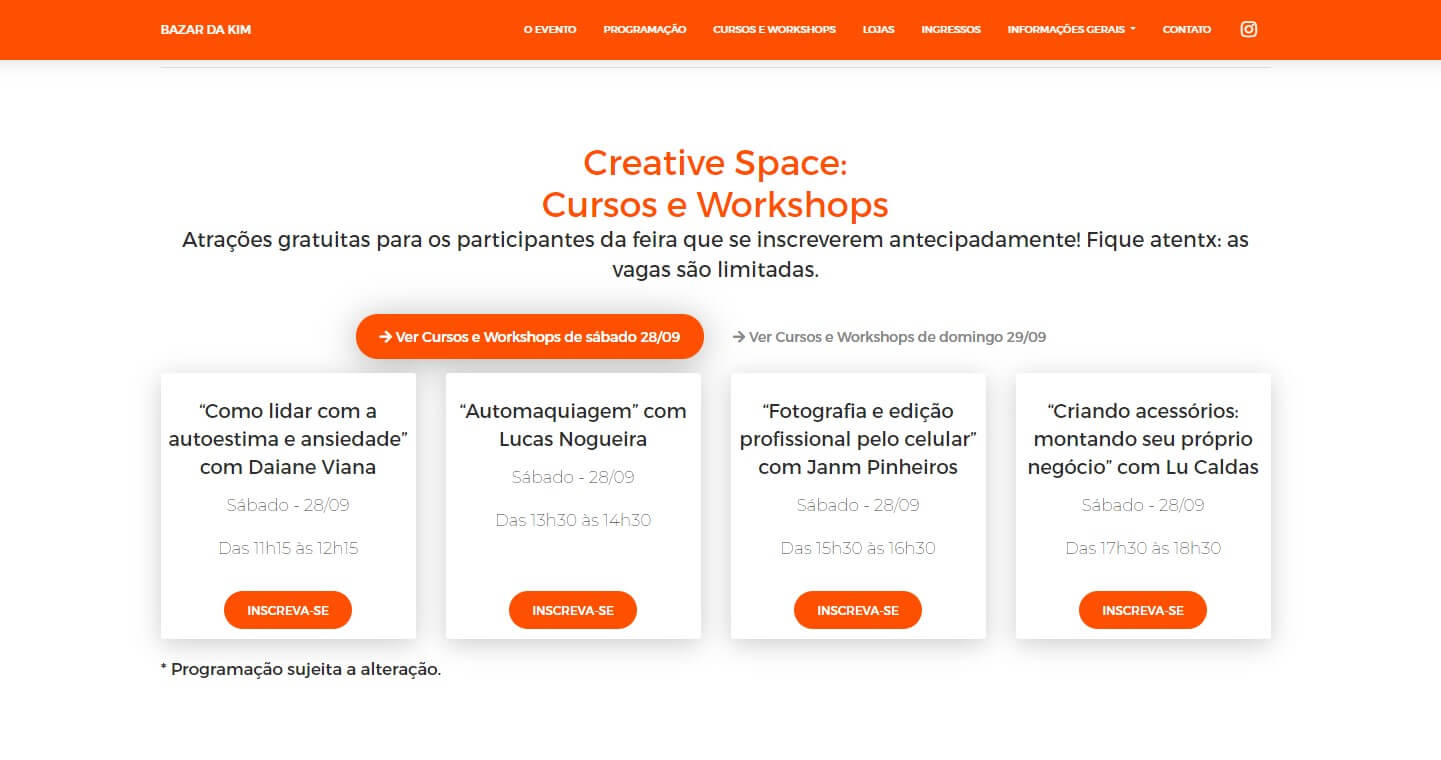 BAZAR DA KIM
O EVENTO
PROGRAMAÇÃO
CURSOS E WORKSHOPS
LOJAS
INGRESSOS
INFORMAÇÕES GERAIS
CONTATO
Creative Space:
Cursos e Workshops
Atrações gratuitas para os participantes da feira que se inscreverem antecipadamente! Fique atentx: as
vagas são limitadas.
→ Ver Cursos e Workshops de sábado 28/09
→ Ver Cursos e Workshops de domingo 29/09
“Como lidar com a
autoestima e ansiedade”
com Daiane Viana
Sábado - 28/09
Das 11h15 às 12h15
INSCREVA-SE
“Automaquiagem” com
Lucas Nogueira
Sábado - 28/09
Das 13h30 às 14h30
INSCREVA-SE
“Fotografia e edição
profissional pelo celular”
com Janm Pinheiros
Sábado - 28/09
Das 15h30 às 16h30
INSCREVA-SE
“Criando acessórios:
montando seu próprio
negócio” com Lu Caldas
Sábado - 28/09
Das 17h30 às 18h30
INSCREVA-SE
* Programação sujeita a alteração.